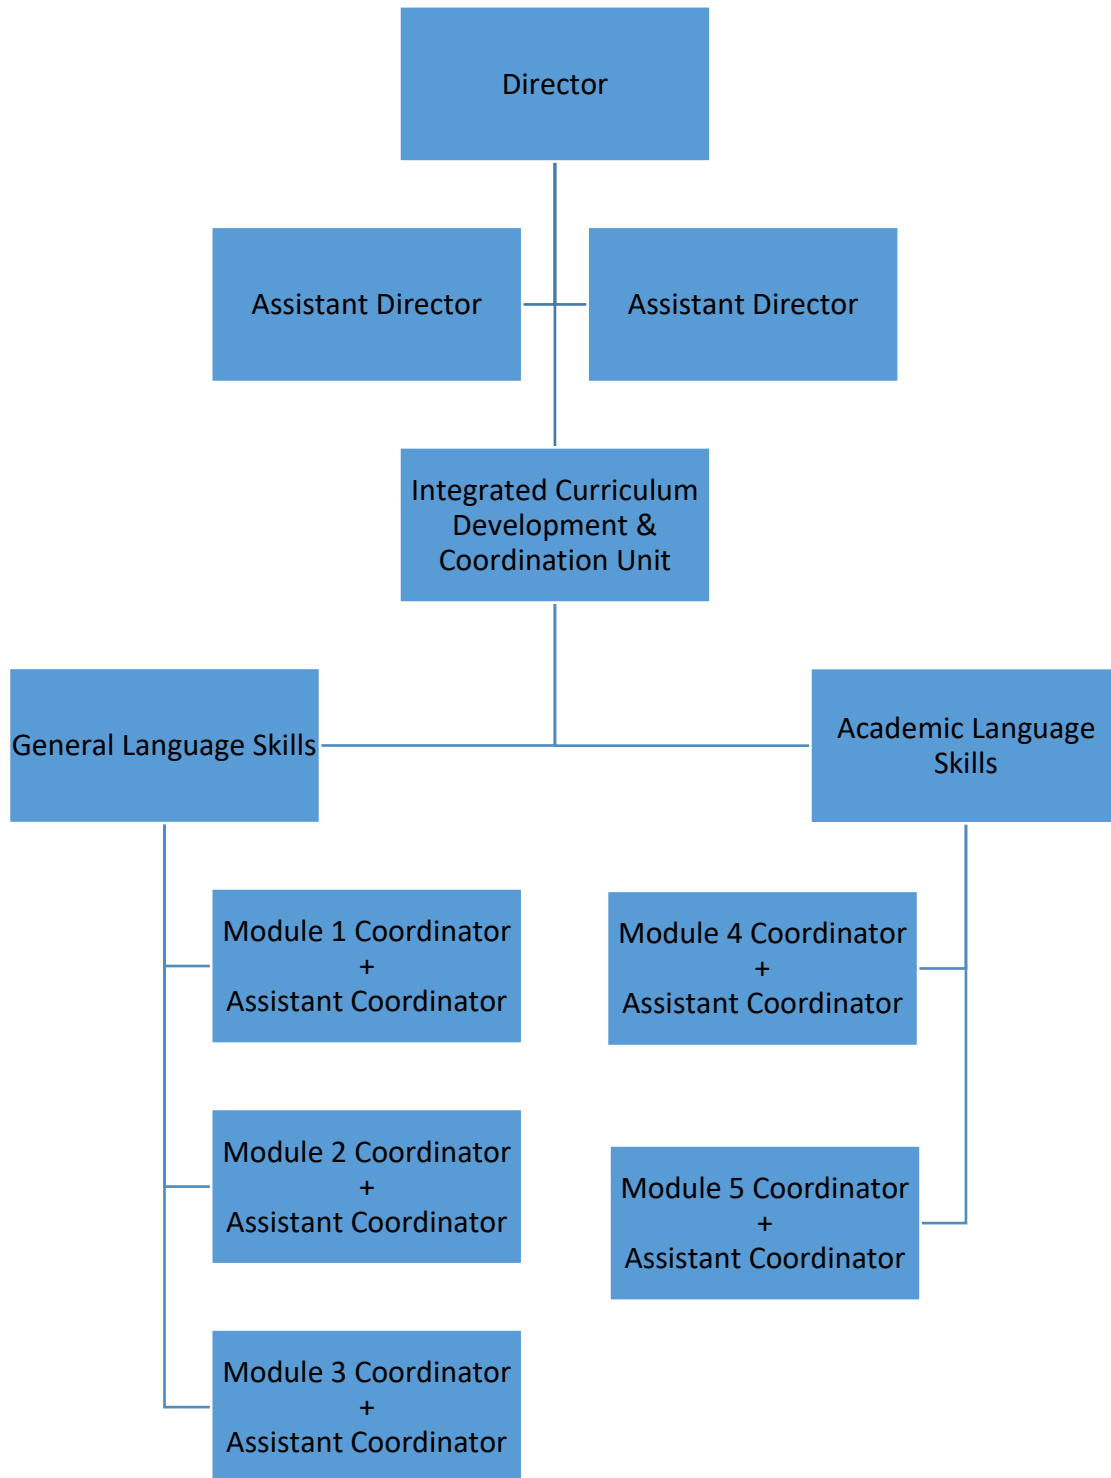 Director
Assistant Director
Assistant Director
Integrated Curriculum
Development &
Coordination Unit
General Language Skills
Academic Language
Skills
Module 1 Coordinator
+
Assistant Coordinator
Module 4 Coordinator
+
Assistant Coordinator
Module 2 Coordinator
+
Assistant Coordinator
Module 5 Coordinator
+
Assistant Coordinator
Module 3 Coordinator
+
Assistant Coordinator